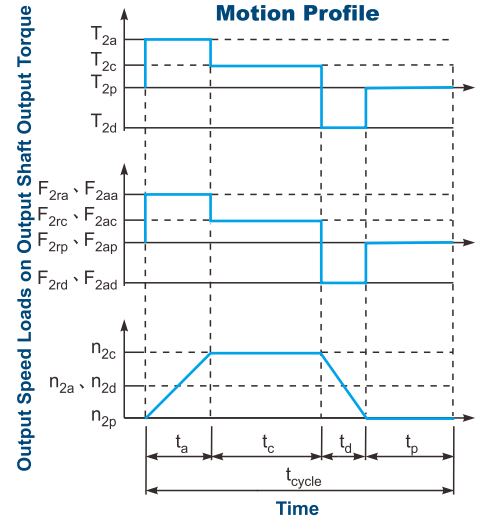 Motion Profile
Output Speed Loads on Output Shaft Output Torque
T2a
T2c
T2p
T2d
F2ra、F2aa
F2rc、F2ac
F2rp、F2ap
F2rd、F2ad
n2c
n2a、n2d
n2p
ta tc td tp
tcycle
Time